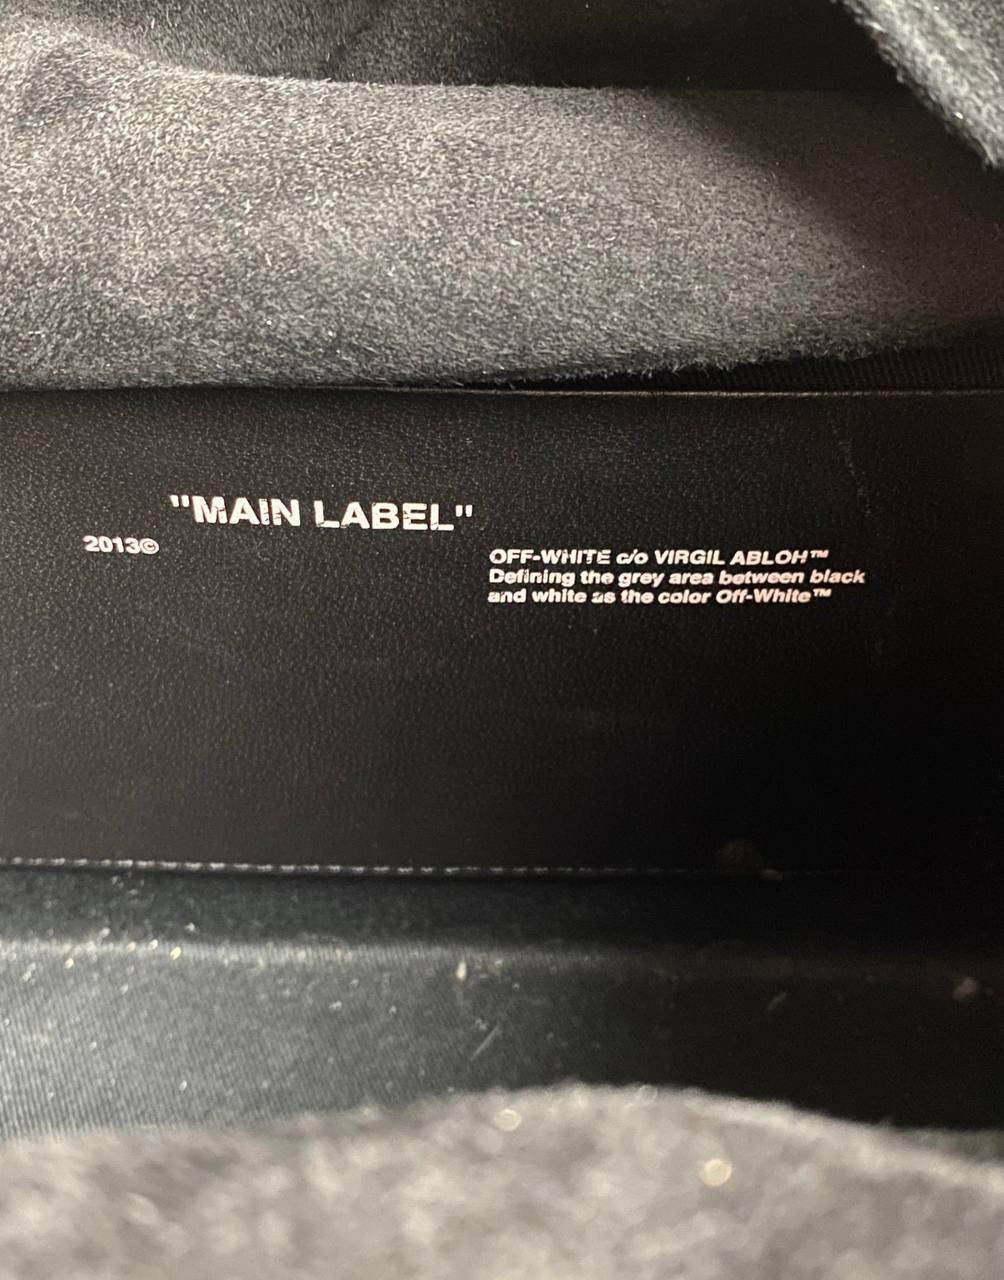 "MAIN LABEL"
2013©
OFF-WHITE c/o VIRGIL ABLOH™
Defining the grey area between black
and white as the color Off-White™